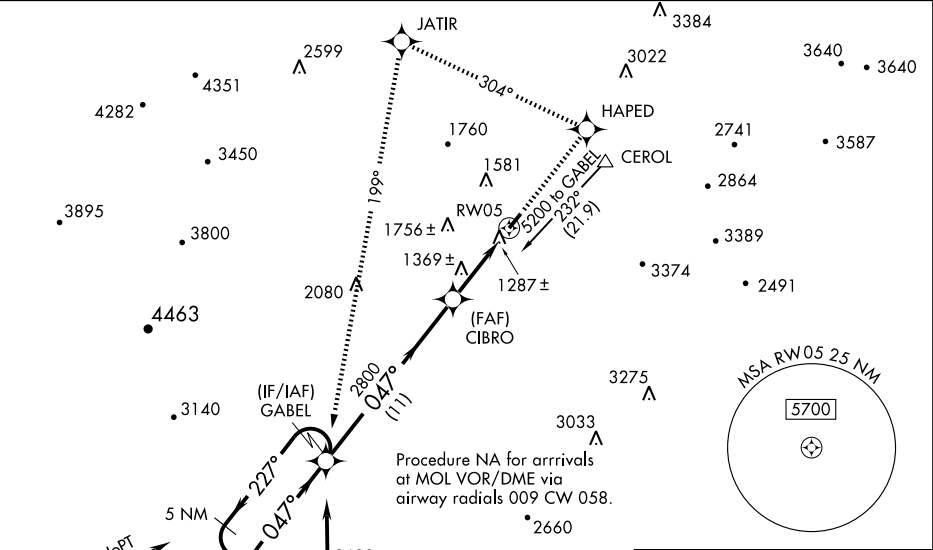 3384
JATIR
2599
3022
3640
3640
4351
304°
4282
HAPED
1760
2741
3587
3450
CEROL
1581
2864
199°
5200 to GABEL
232°
(21.9)
RW05
3895
1756±
3800
3389
1369±
3374
1287±
2491
2080
4463
(FAF)
CIBRO
MSA RW05 25 NM
2800
047°
(11)
3275
(IF/IAF)
GABEL
5700
3140
3033
Procedure NA for arrrivals
at MOL VOR/DME via
airway radials 009 CW 058.
227°
047°
5 NM
2660